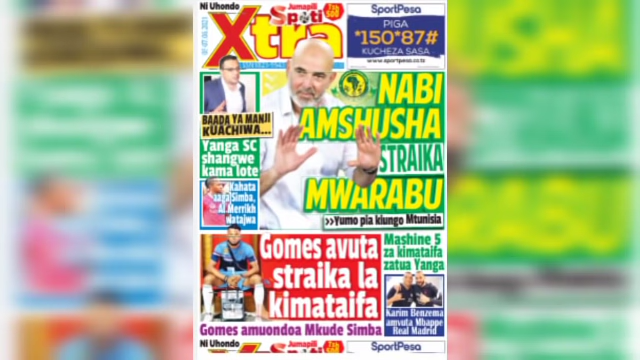 Ni Uhondo
Jumapili
Spoti
Xtra
Tzs 500
SportPesa
PIGA
*150*87#
KUCHEZA SASA
www.sportpesa.co.tz
BAADA YA MANJI
KUACHIWA...
Yanga SC
shangwe
kama lote
Kahata
aaga Simba,
Al Merrikh
watajwa
NABI
AMSHUSHA
STRAIKA
MWARABU
>>Yumo pia kiungo Mtunisia
Gomes avuta
straika la
kimataifa
Gomes amuondoa Mkude Simba
Mashine 5
za kimataifa
zatua Yanga
Karim Benzema
amvuta Mbappe
Real Madrid
Ni Uhondo
Jumapili
SportPesa